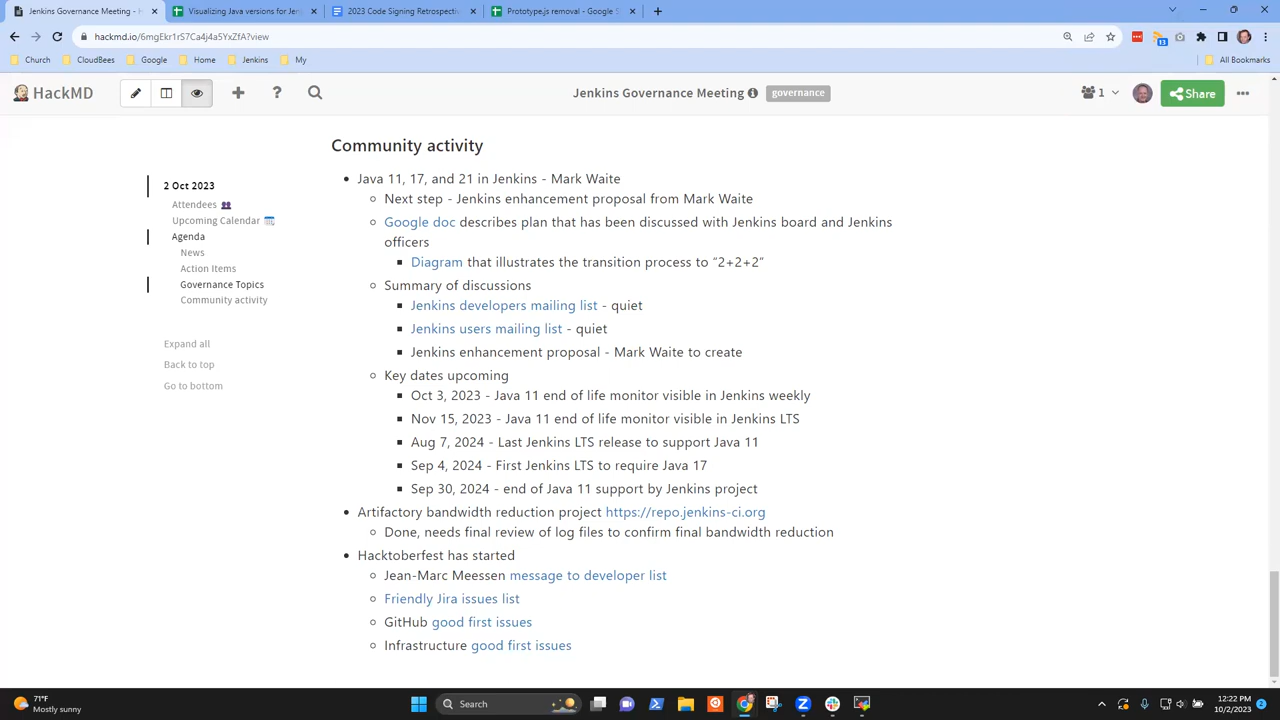 Jenkins Governance Meeting - H
Visualizing Java versions for Jen
2023 Code Signing Retrospectiv
Prototype.js removal - Google S
hackmd.io/6mgEkr1rS7Ca4j4a5YxZfA?view
13
Church
CloudBees
Google
Home
Jenkins
My
All Bookmarks
HackMD
Jenkins Governance Meeting
governance
1
Share
2 Oct 2023
Attendees
Upcoming Calendar
Agenda
News
Action Items
Governance Topics
Community activity
Expand all
Back to top
Go to bottom
Community activity
Java 11, 17, and 21 in Jenkins - Mark Waite
Next step - Jenkins enhancement proposal from Mark Waite
Google doc describes plan that has been discussed with Jenkins board and Jenkins
officers
Diagram that illustrates the transition process to “2+2+2”
Summary of discussions
Jenkins developers mailing list - quiet
Jenkins users mailing list - quiet
Jenkins enhancement proposal - Mark Waite to create
Key dates upcoming
Oct 3, 2023 - Java 11 end of life monitor visible in Jenkins weekly
Nov 15, 2023 - Java 11 end of life monitor visible in Jenkins LTS
Aug 7, 2024 - Last Jenkins LTS release to support Java 11
Sep 4, 2024 - First Jenkins LTS to require Java 17
Sep 30, 2024 - end of Java 11 support by Jenkins project
Artifactory bandwidth reduction project https://repo.jenkins-ci.org
Done, needs final review of log files to confirm final bandwidth reduction
Hacktoberfest has started
Jean-Marc Meessen message to developer list
Friendly Jira issues list
GitHub good first issues
Infrastructure good first issues
71°F
Mostly sunny
Search
12:22 PM
10/2/2023
2